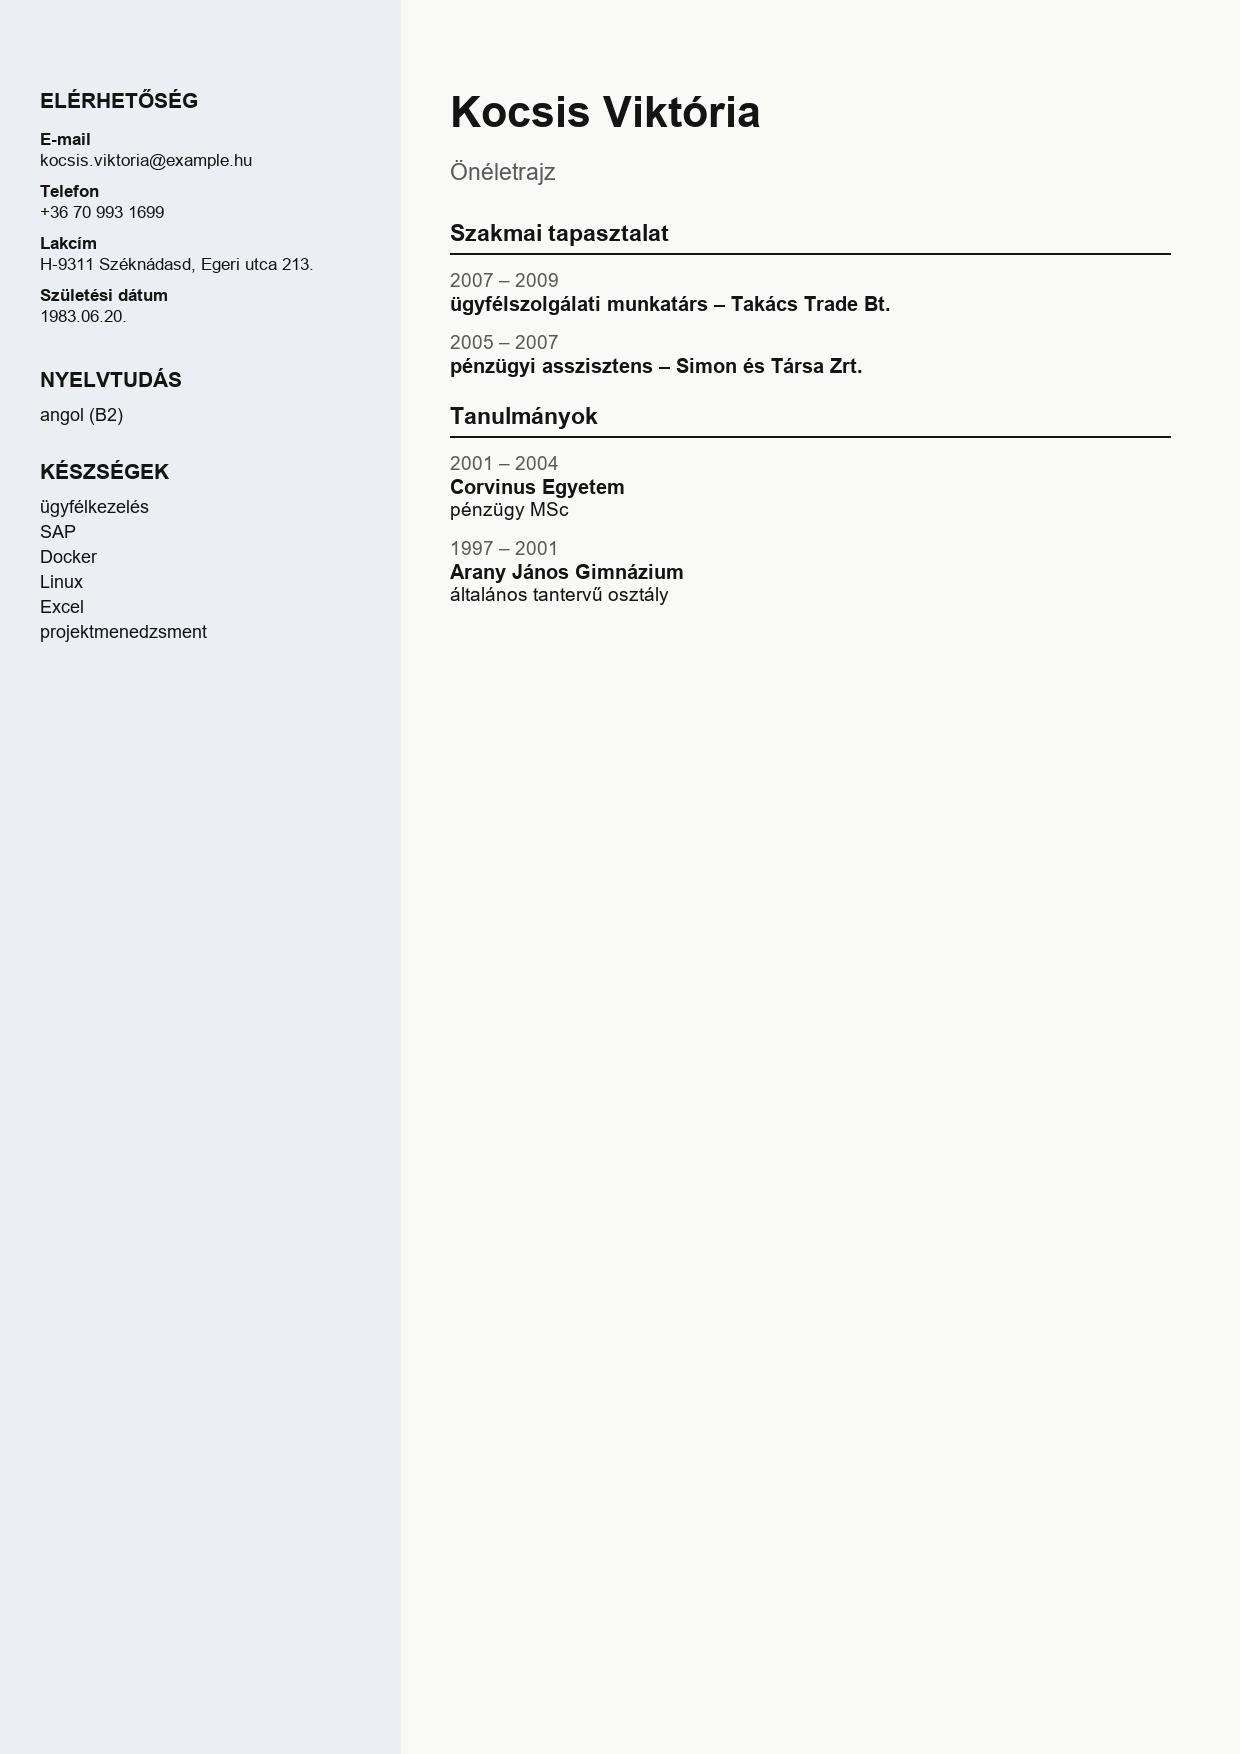 ELÉRHETŐSÉG
E-mail
kocsis.viktoria@example.hu
Telefon
+36 70 993 1699
Lakcím
H-9311 Széknádasd, Egeri utca 213.
Születési dátum
1983.06.20.
NYELVTUDÁS
angol (B2)
KÉSZSÉGEK
ügyfélkezelés
SAP
Docker
Linux
Excel
projektmenedzsment
Kocsis Viktória
Önéletrajz
Szakmai tapasztalat
2007 – 2009
ügyfélszolgálati munkatárs – Takács Trade Bt.
2005 – 2007
pénzügyi asszisztens – Simon és Társa Zrt.
Tanulmányok
2001 – 2004
Corvinus Egyetem
pénzügy MSc
1997 – 2001
Arany János Gimnázium
általános tantervű osztály